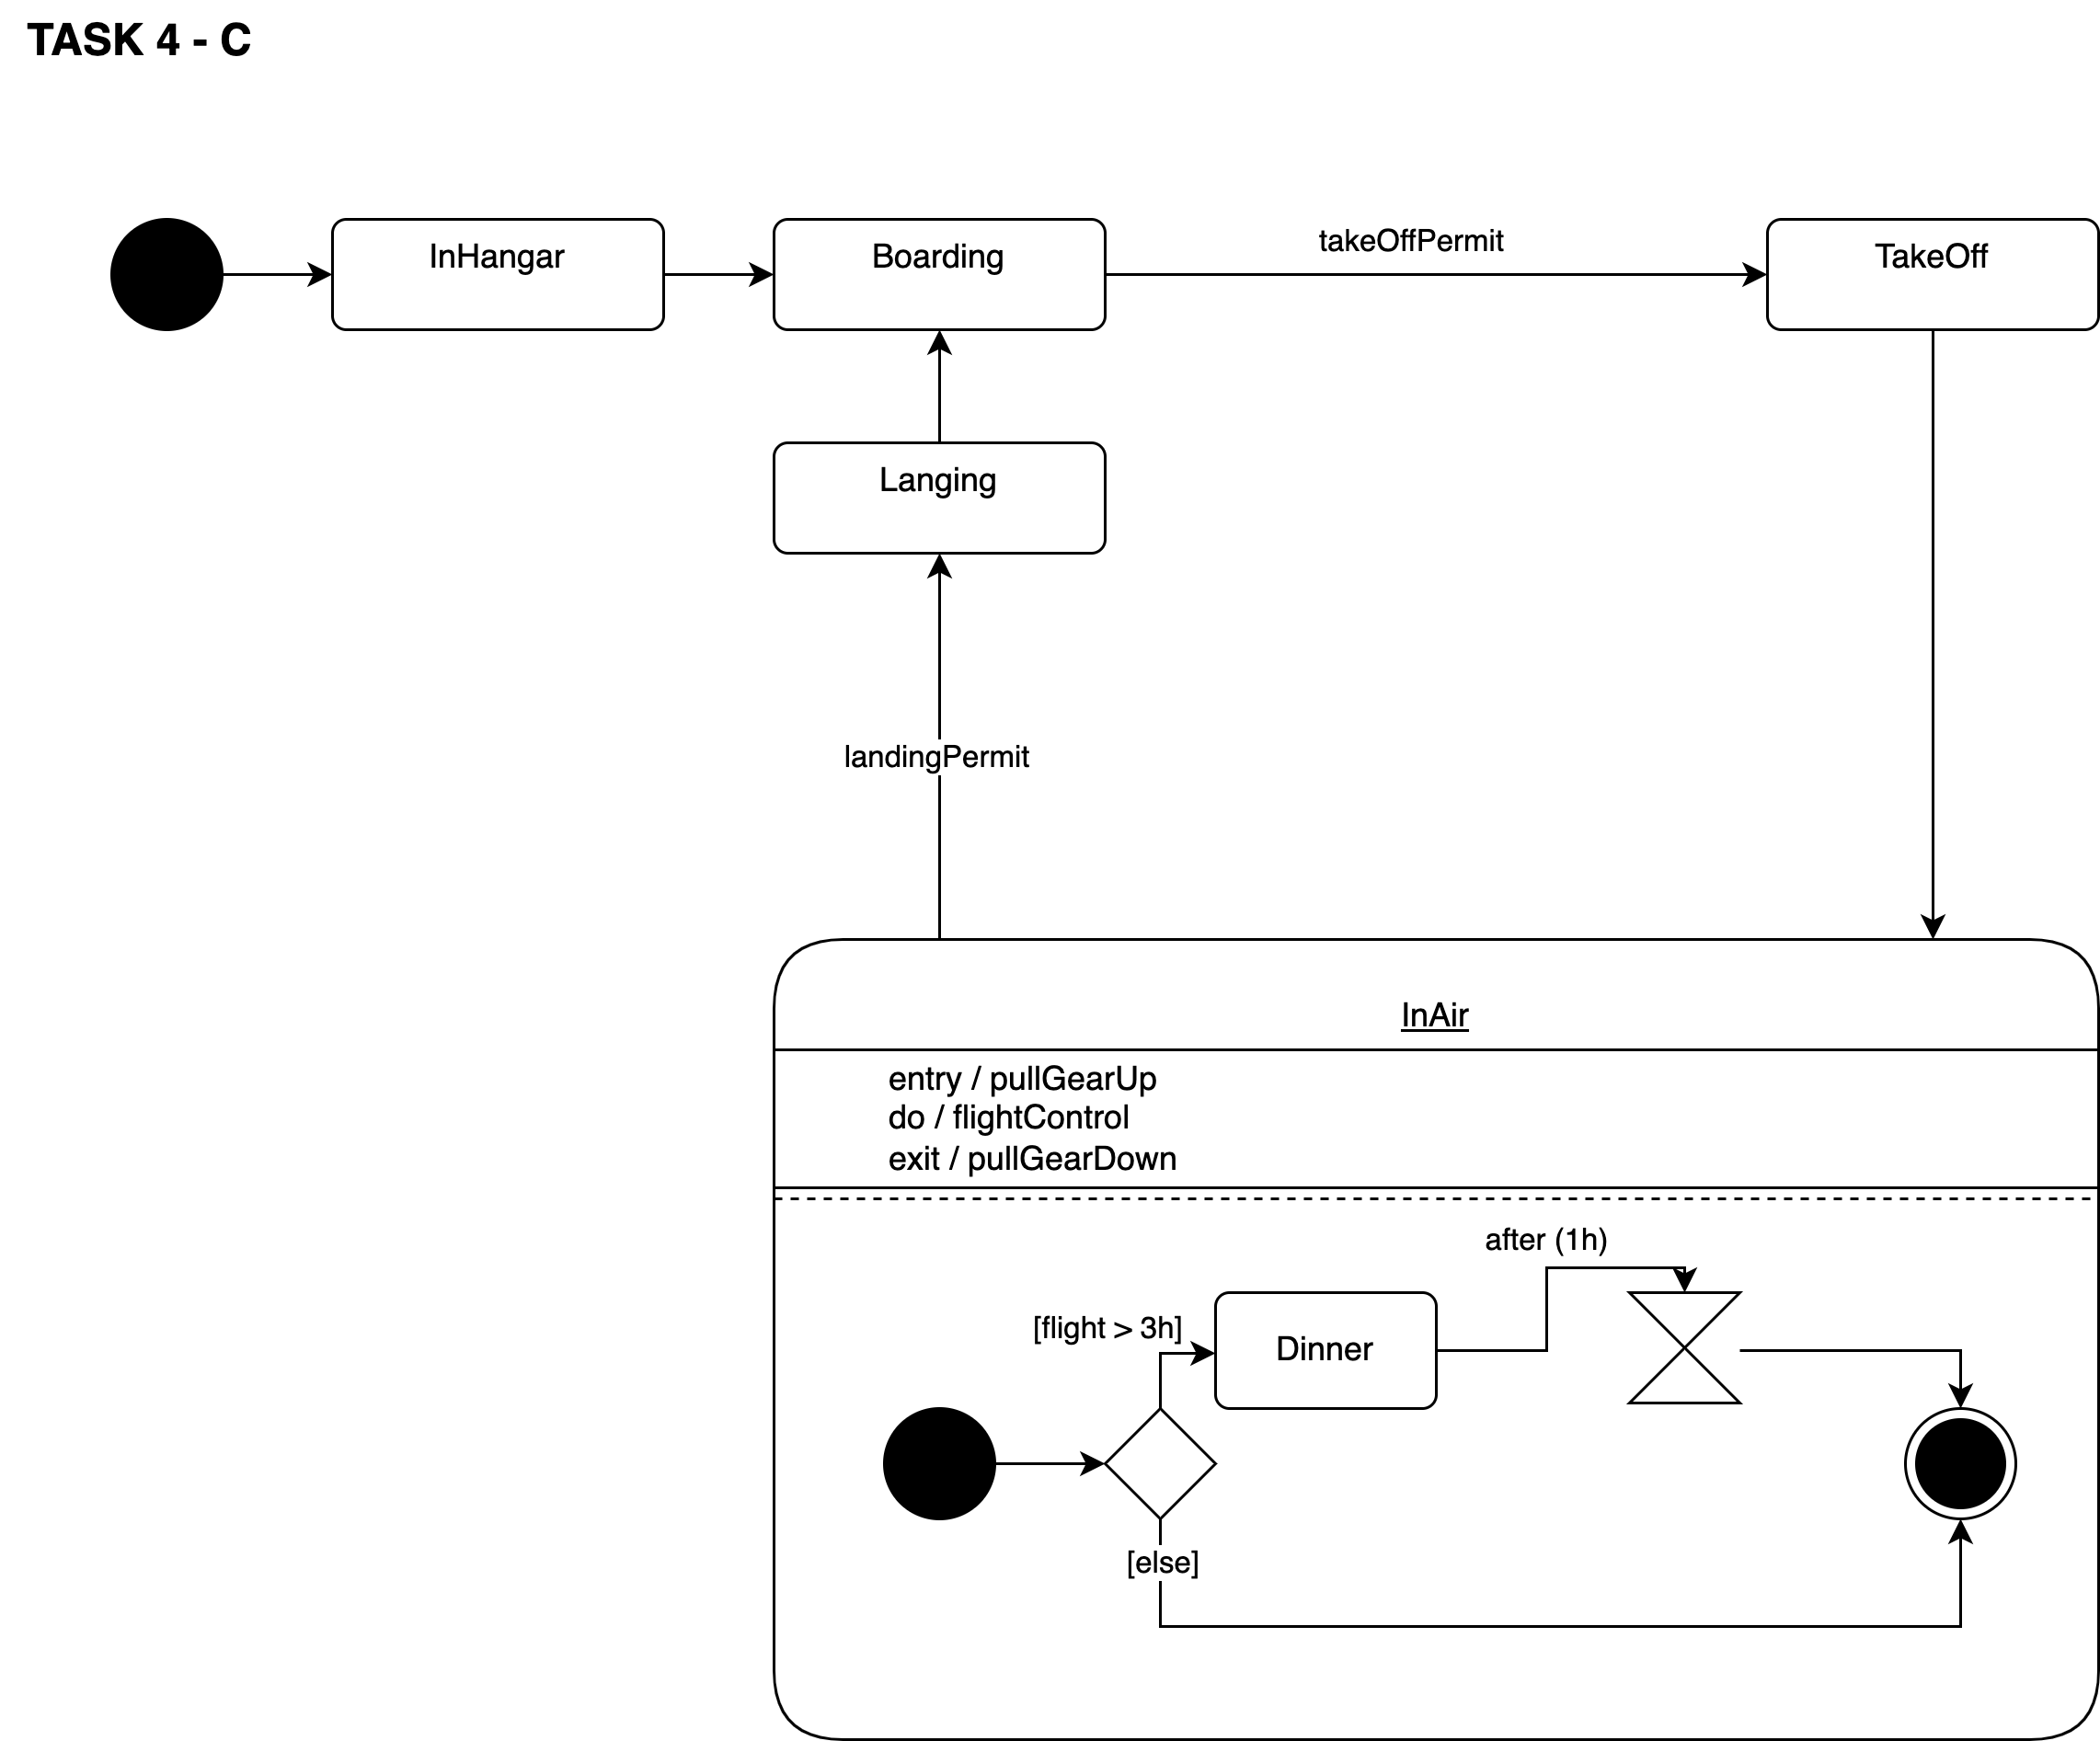 TASK 4 - C
InHangar
Boarding
takeOffPermit
TakeOff
Langing
landingPermit
InAir
entry / pullGearUp
do / flightControl
exit / pullGearDown
after (1h)
[flight > 3h]
Dinner
[else]